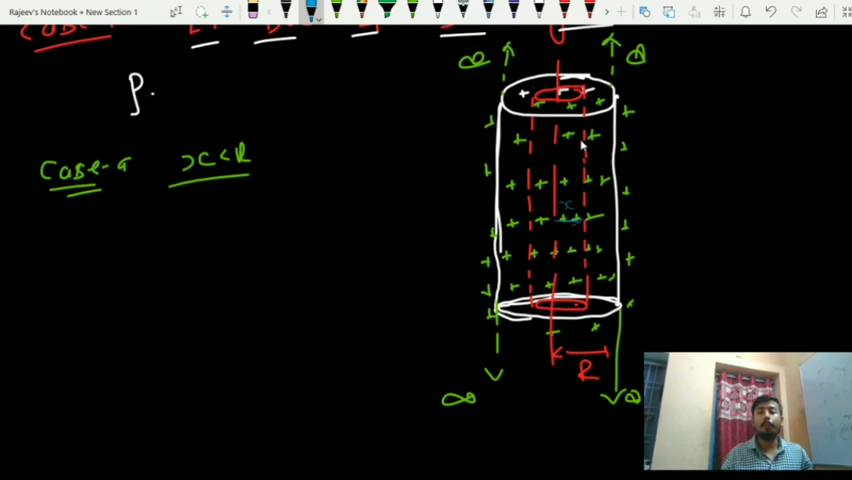 Rajeev's Notebook » New Section 1
ρ.
∞
∞
Case-a x<R
x
R
∞
∞